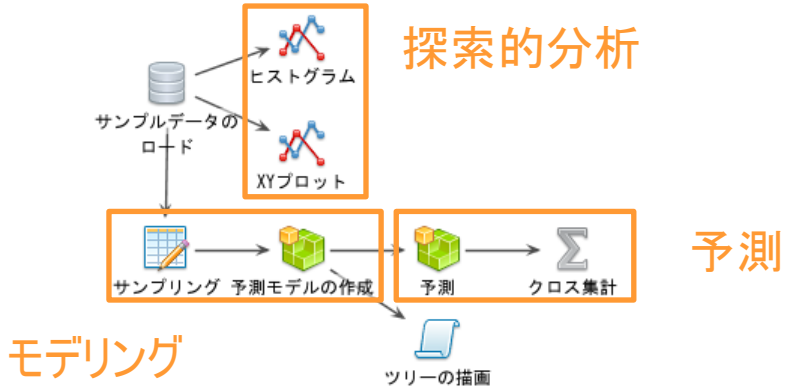 探索的分析
ヒストグラム
サンプルデータの
ロード
XYプロット
サンプリング
予測モデルの作成
予測
クロス集計
予測
モデリング
ツリーの描画